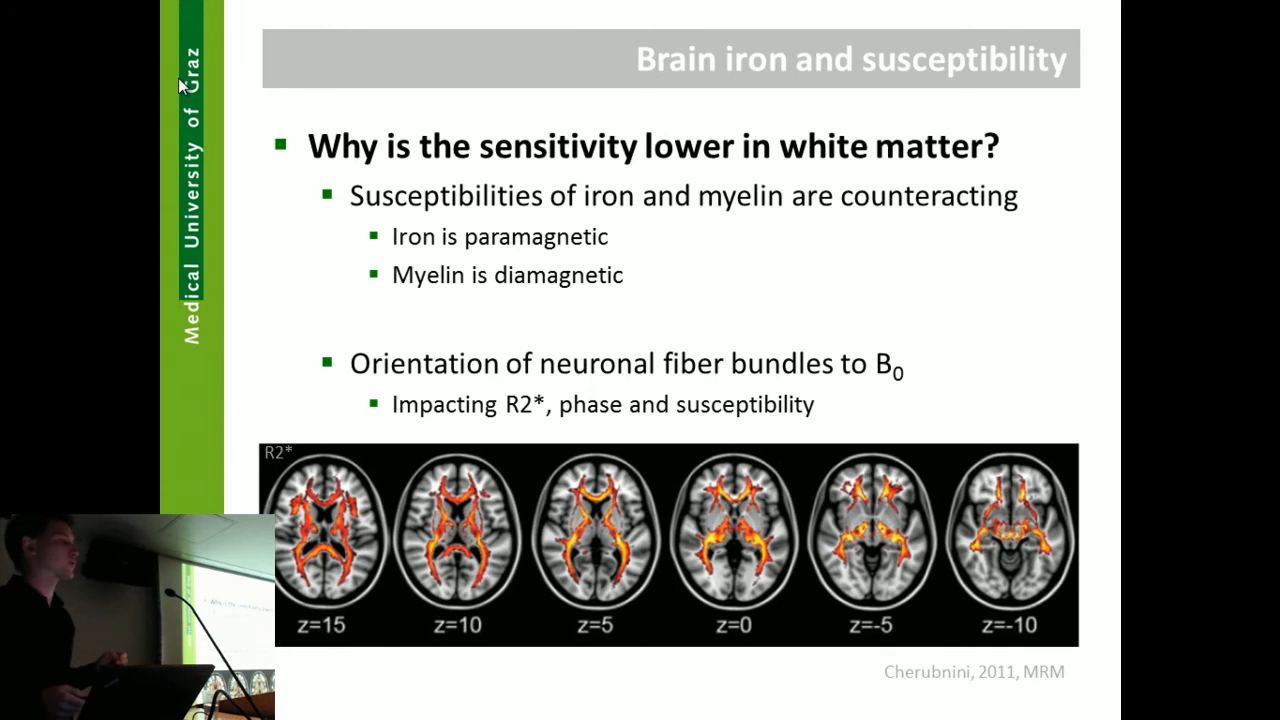 Medical University of Graz
Brain iron and susceptibility
Why is the sensitivity lower in white matter?
Susceptibilities of iron and myelin are counteracting
Iron is paramagnetic
Myelin is diamagnetic
Orientation of neuronal fiber bundles to B0
Impacting R2*, phase and susceptibility
R2*
z=15 z=10 z=5 z=0 z=-5 z=-10
Cherubnini, 2011, MRM